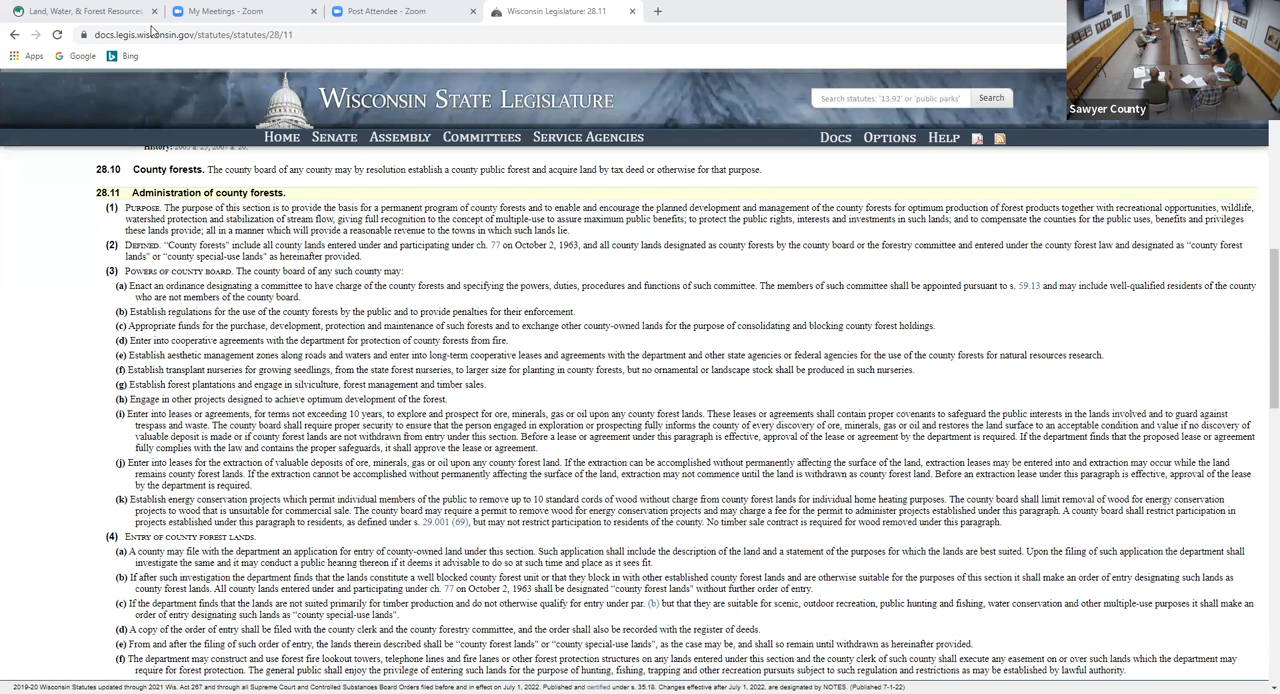 Land, Water, & Forest Resources
My Meetings - Zoom
Post Attendee - Zoom
Wisconsin Legislature: 28.11
docs.legis.wisconsin.gov/statutes/statutes/28/11
Apps
Google
Bing
Sawyer County
WISCONSIN STATE LEGISLATURE
Search statutes: '13.92' or 'public parks'
Search
HOME SENATE ASSEMBLY COMMITTEES SERVICE AGENCIES
DOCS OPTIONS HELP
28.10 County forests. The county board of any county may by resolution establish a county public forest and acquire land by tax deed or otherwise for that purpose.
28.11 Administration of county forests.
(1) PURPOSE. The purpose of this section is to provide the basis for a permanent program of county forests and to enable and encourage the planned development and management of the county forests for optimum production of forest products together with recreational opportunities, wildlife,
watershed protection and stabilization of stream flow, giving full recognition to the concept of multiple-use to assure maximum public benefits; to protect the public rights, interests and investments in such lands; and to compensate the counties for the public uses, benefits and privileges
these lands provide; all in a manner which will provide a reasonable revenue to the towns in which such lands lie.
(2) DEFINED. "County forests" include all county lands entered under and participating under ch. 77 on October 2, 1963, and all county lands designated as county forests by the county board or the forestry committee and entered under the county forest law and designated as "county forest
lands" or "county special-use lands" as hereinafter provided.
(3) POWERS OF COUNTY BOARD. The county board of any such county may:
(a) Enact an ordinance designating a committee to have charge of the county forests and specifying the powers, duties, procedures and functions of such committee. The members of such committee shall be appointed pursuant to s. 59.13 and may include well-qualified residents of the county
who are not members of the county board.
(b) Establish regulations for the use of the county forests by the public and to provide penalties for their enforcement.
(c) Appropriate funds for the purchase, development, protection and maintenance of such forests and to exchange other county-owned lands for the purpose of consolidating and blocking county forest holdings.
(d) Enter into cooperative agreements with the department for protection of county forests from fire.
(e) Establish aesthetic management zones along roads and waters and enter into long-term cooperative leases and agreements with the department and other state agencies or federal agencies for the use of the county forests for natural resources research.
(f) Establish transplant nurseries for growing seedlings, from the state forest nurseries, to larger size for planting in county forests, but no ornamental or landscape stock shall be produced in such nurseries.
(g) Establish forest plantations and engage in silviculture, forest management and timber sales.
(h) Engage in other projects designed to achieve optimum development of the forest.
(i) Enter into leases or agreements, for terms not exceeding 10 years, to explore and prospect for ore, minerals, gas or oil upon any county forest lands. These leases or agreements shall contain proper covenants to safeguard the public interests in the lands involved and to guard against
trespass and waste. The county board shall require proper security to ensure that the person engaged in exploration or prospecting fully informs the county of every discovery of ore, minerals, gas or oil and restores the land surface to an acceptable condition and value if no discovery of
valuable deposit is made or if county forest lands are not withdrawn from entry under this section. Before a lease or agreement under this paragraph is effective, approval of the lease or agreement by the department is required. If the department finds that the proposed lease or agreement
fully complies with the law and contains the proper safeguards, it shall approve the lease or agreement.
(j) Enter into leases for the extraction of valuable deposits of ore, minerals, gas or oil upon any county forest land. If the extraction can be accomplished without permanently affecting the surface of the land, extraction leases may be entered into and extraction may occur while the land
remains county forest lands. If the extraction cannot be accomplished without permanently affecting the surface of the land, extraction may not commence until the land is withdrawn as county forest land. Before an extraction lease under this paragraph is effective, approval of the lease
by the department is required.
(k) Establish energy conservation projects which permit individual members of the public to remove up to 10 standard cords of wood without charge from county forest lands for individual home heating purposes. The county board shall limit removal of wood for energy conservation
projects to wood that is unsuitable for commercial sale. The county board may require a permit to remove wood for energy conservation projects and may charge a fee for the permit to administer projects established under this paragraph. A county board shall restrict participation in
projects established under this paragraph to residents, as defined under s. 29.001 (69), but may not restrict participation to residents of the county. No timber sale contract is required for wood removed under this paragraph.
(4) ENTRY OF COUNTY FOREST LANDS.
(a) A county may file with the department an application for entry of county-owned land under this section. Such application shall include the description of the land and a statement of the purposes for which the lands are best suited. Upon the filing of such application the department shall
investigate the same and it may conduct a public hearing thereon if it deems it advisable to do so at such time and place as it sees fit.
(b) If after such investigation the department finds that the lands constitute a well blocked county forest unit or that they block in with other established county forest lands and are otherwise suitable for the purposes of this section it shall make an order of entry designating such lands as
county forest lands. All county lands entered under and participating under ch. 77 on October 2, 1963 shall be designated "county forest lands" without further order of entry.
(c) If the department finds that the lands are not suited primarily for timber production and do not otherwise qualify for entry under par. (b) but that they are suitable for scenic, outdoor recreation, public hunting and fishing, water conservation and other multiple-use purposes it shall make an
order of entry designating such lands as "county special-use lands".
(d) A copy of the order of entry shall be filed with the county clerk and the county forestry committee, and the order shall also be recorded with the register of deeds.
(e) From and after the filing of such order of entry, the lands therein described shall be "county forest lands" or "county special-use lands", as the case may be, and shall so remain until withdrawn as hereinafter provided.
(f) The department may construct and use forest fire lookout towers, telephone lines and fire lanes or other forest protection structures on any lands entered under this section and the county clerk of such county shall execute any easement on or over such lands which the department may
require for forest protection. The general public shall enjoy the privilege of entering such lands for the purpose of hunting, fishing, trapping and other recreation pursuits subject to such regulation and restrictions as may be established by lawful authority.
2019-20 Wisconsin Statutes updated through 2021 Wis. Act 267 and through all Supreme Court and Controlled Substances Board Orders filed before and in effect on July 1, 2022. Published and certified under s. 35.18. Changes effective after July 1, 2022, are designated by NOTES. (Published 7-1-22)